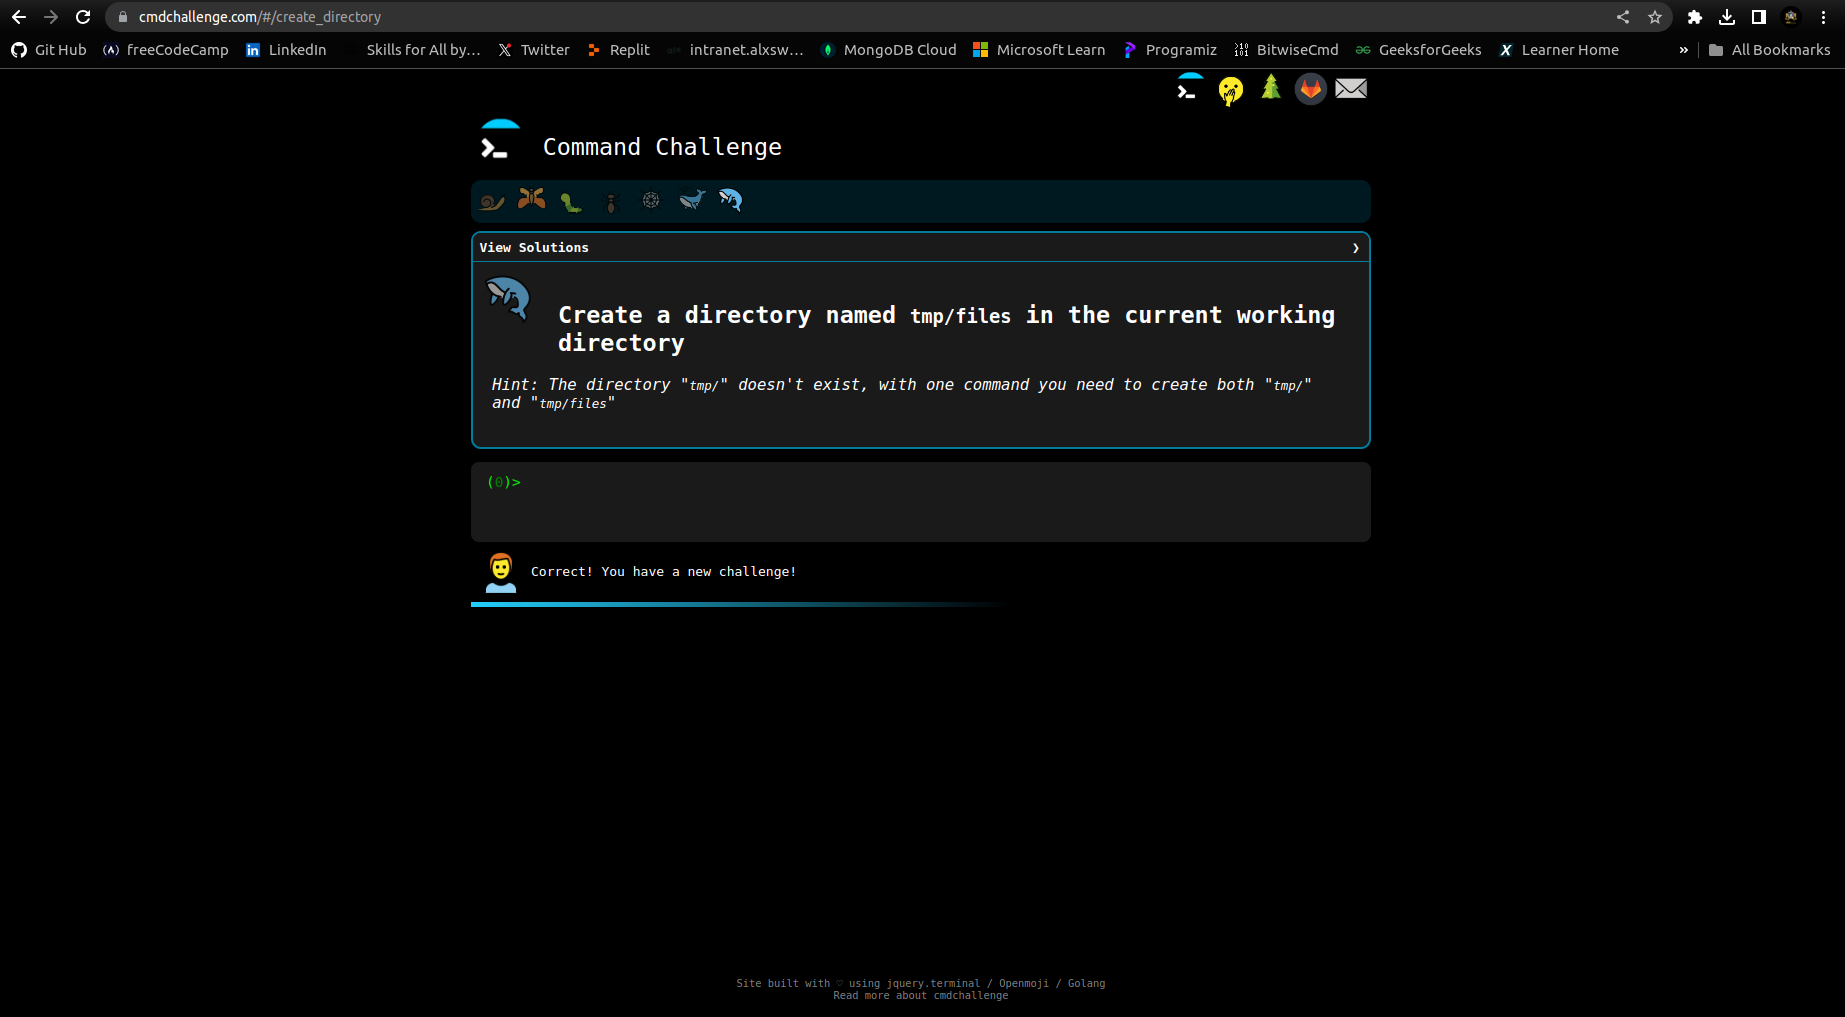 cmdchallenge.com/#/create_directory
Git Hub freeCodeCamp LinkedIn Skills for All by... Twitter Replit intranet.alxsw... MongoDB Cloud Microsoft Learn Programiz BitwiseCmd GeeksforGeeks Learner Home » All Bookmarks
Command Challenge
View Solutions ❯
Create a directory named tmp/files in the current working
directory
Hint: The directory "tmp/" doesn't exist, with one command you need to create both "tmp/"
and "tmp/files"
(0)>
Correct! You have a new challenge!
Site built with ♡ using jquery.terminal / Openmoji / Golang
Read more about cmdchallenge